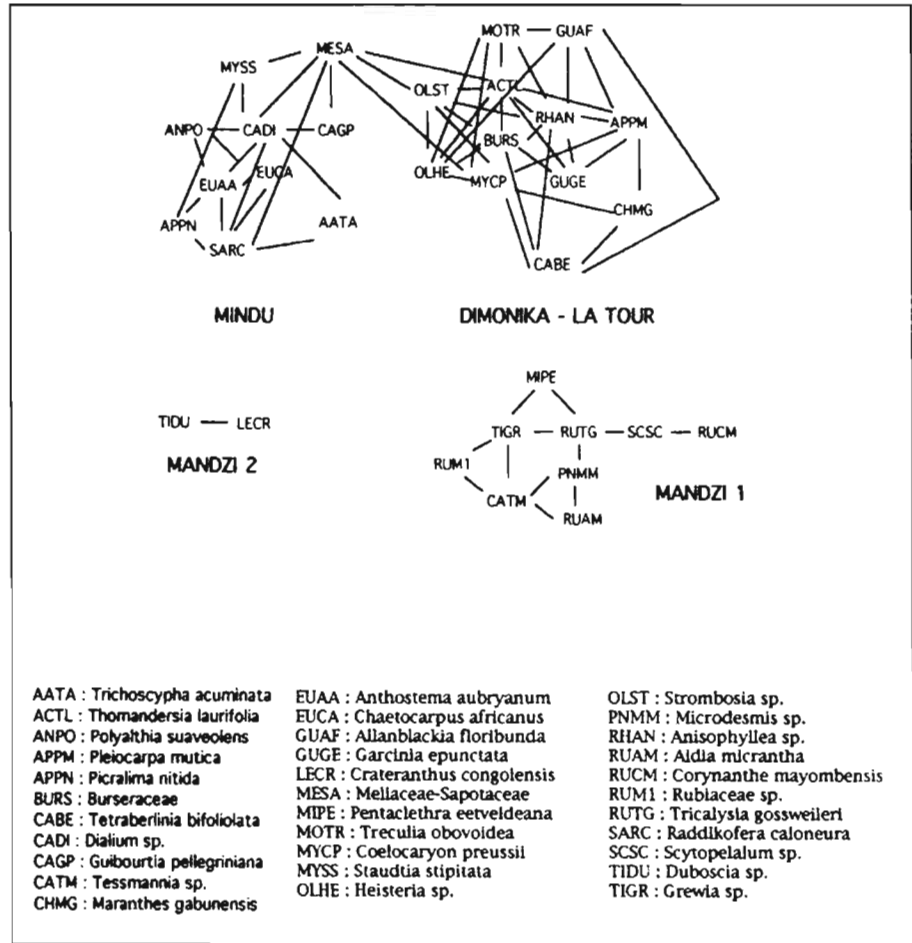 MOTR GUAF
MESA
MYSS
OLST ACTL
RHAN APPM
ANPO CADI CAGP
BURS
EUCA OLHE
EUAA MYCP GUGE
CHMG
APPN AATA
SARC
CABE
MINDU DIMONIKA - LA TOUR
MIPE
TIDU LECR
TIGR RUTG SCSC RUCM
MANDZI 2
RUM1 PNMM
MANDZI 1
CATM
RUAM
AATA : Trichoscypha acuminata
ACTL : Thomandersia laurifolia
ANPO : Polyalthia suaveolens
APPM : Pleiocarpa mutica
APPN : Picralima nitida
BURS : Burseraceae
CABE : Tetraberlinia bifoliolata
CADI : Dialium sp.
CAGP : Guibourtia pellegriniana
CATM : Tessmannia sp.
CHMG : Maranthes gabunensis
EUAA : Anthostema aubryanum
EUCA : Chaetocarpus africanus
GUAF : Allanblackia floribunda
GUGE : Garcinia epunctata
LECR : Crateranthus congolensis
MESA : Meliaceae-Sapotaceae
MIPE : Pentaclethra eetveldeana
MOTR : Treculia obovoidea
MYCP : Coelocaryon preussii
MYSS : Staudtia stipitata
OLHE : Heisteria sp.
OLST : Strombosia sp.
PNMM : Microdesmis sp.
RHAN : Anisophyllea sp.
RUAM : Aidia micrantha
RUCM : Corynanthe mayombensis
RUM1 : Rubiaceae sp.
RUTG : Tricalysia gossweileri
SARC : Raddlkofera caloneura
SCSC : Scytopelalum sp.
TIDU : Duboscia sp.
TIGR : Grewia sp.